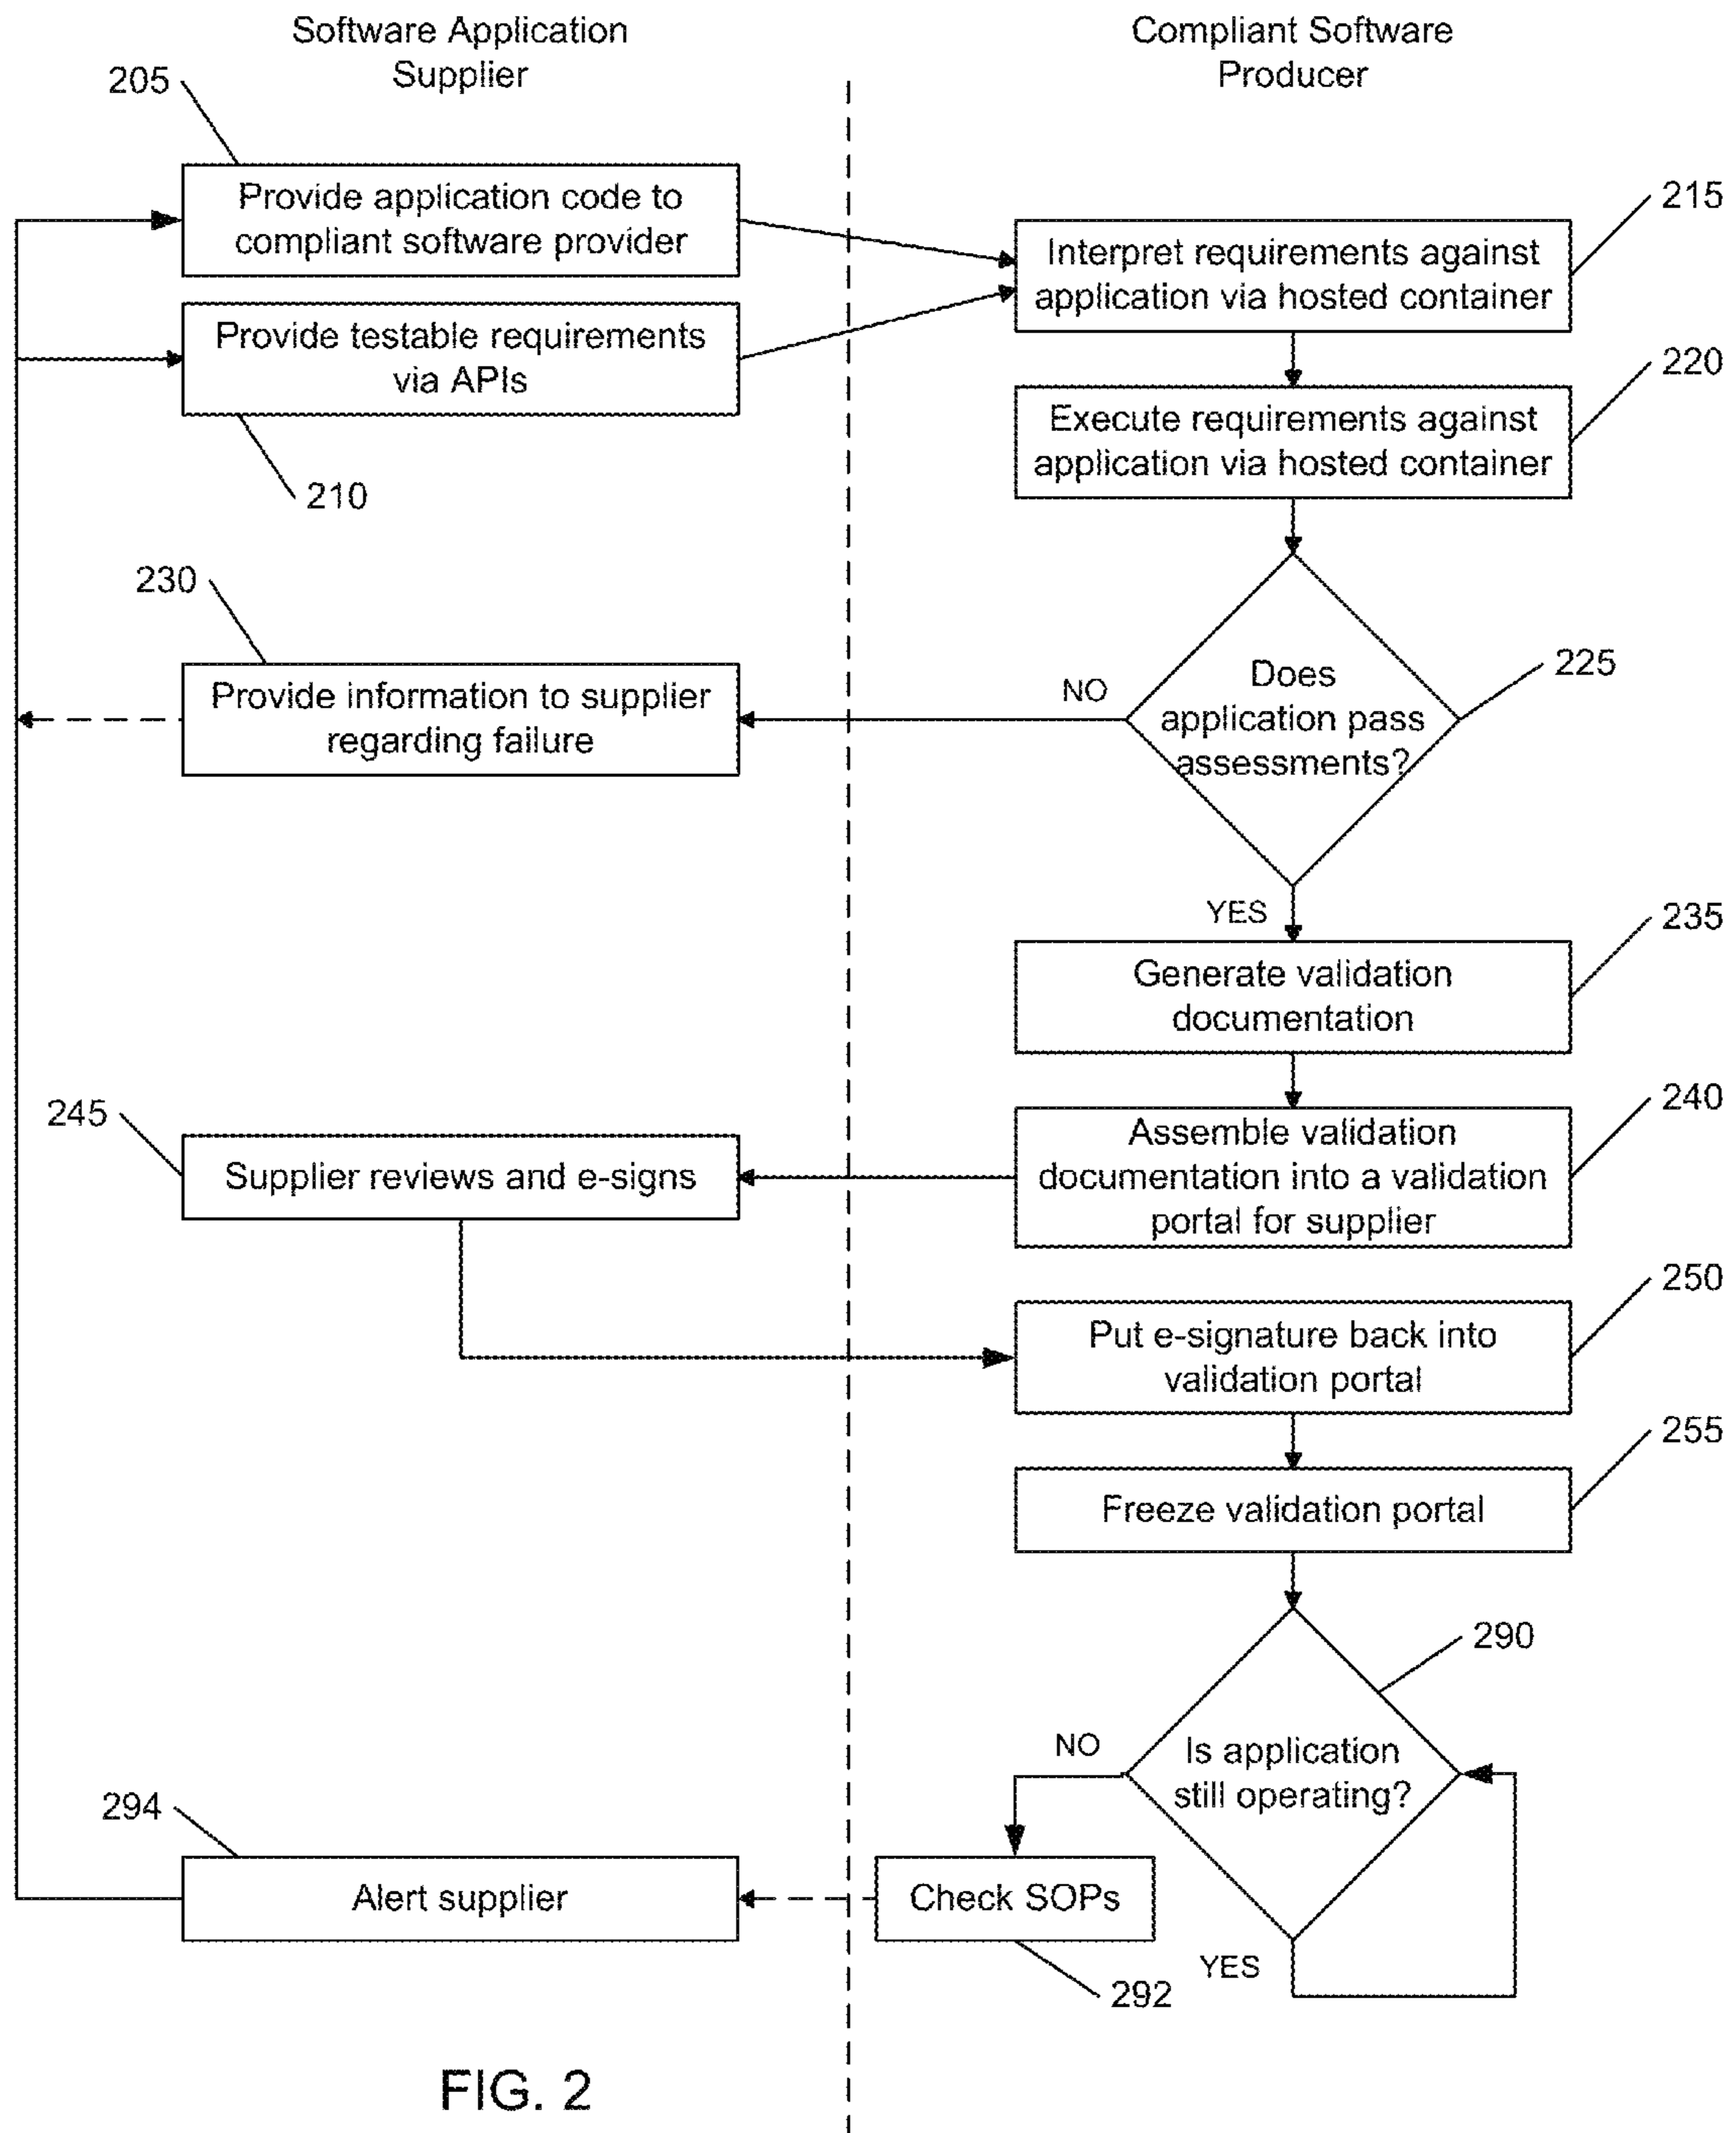 Software Application
Supplier
Compliant Software
Producer
205
Provide application code to
compliant software provider
215
Interpret requirements against
application via hosted container
Provide testable requirements
via APIs
210
220
Execute requirements against
application via hosted container
230
Provide information to supplier
regarding failure
NO
Does
application pass
assessments?
225
YES
235
Generate validation
documentation
240
Assemble validation
documentation into a validation
portal for supplier
245
Supplier reviews and e-signs
250
Put e-signature back into
validation portal
255
Freeze validation portal
290
NO
Is application
still operating?
294
Alert supplier
Check SOPs
YES
292
FIG. 2